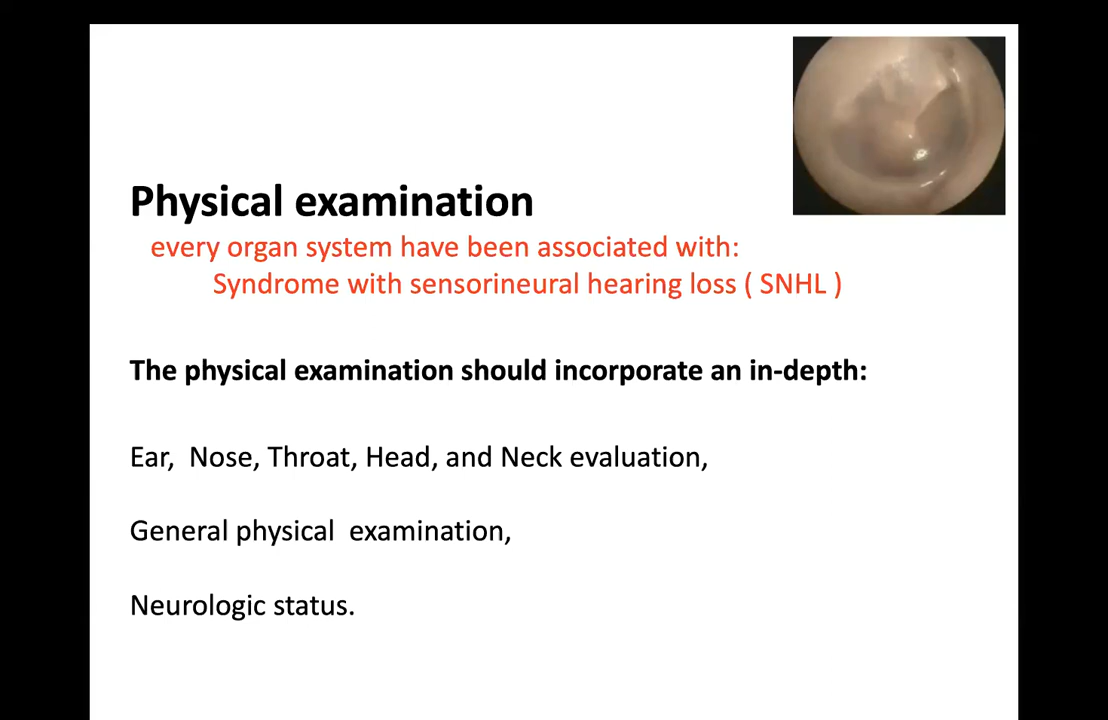 Physical examination
every organ system have been associated with:
Syndrome with sensorineural hearing loss ( SNHL )
The physical examination should incorporate an in-depth:
Ear,  Nose, Throat, Head, and Neck evaluation,
General physical  examination,
Neurologic status.